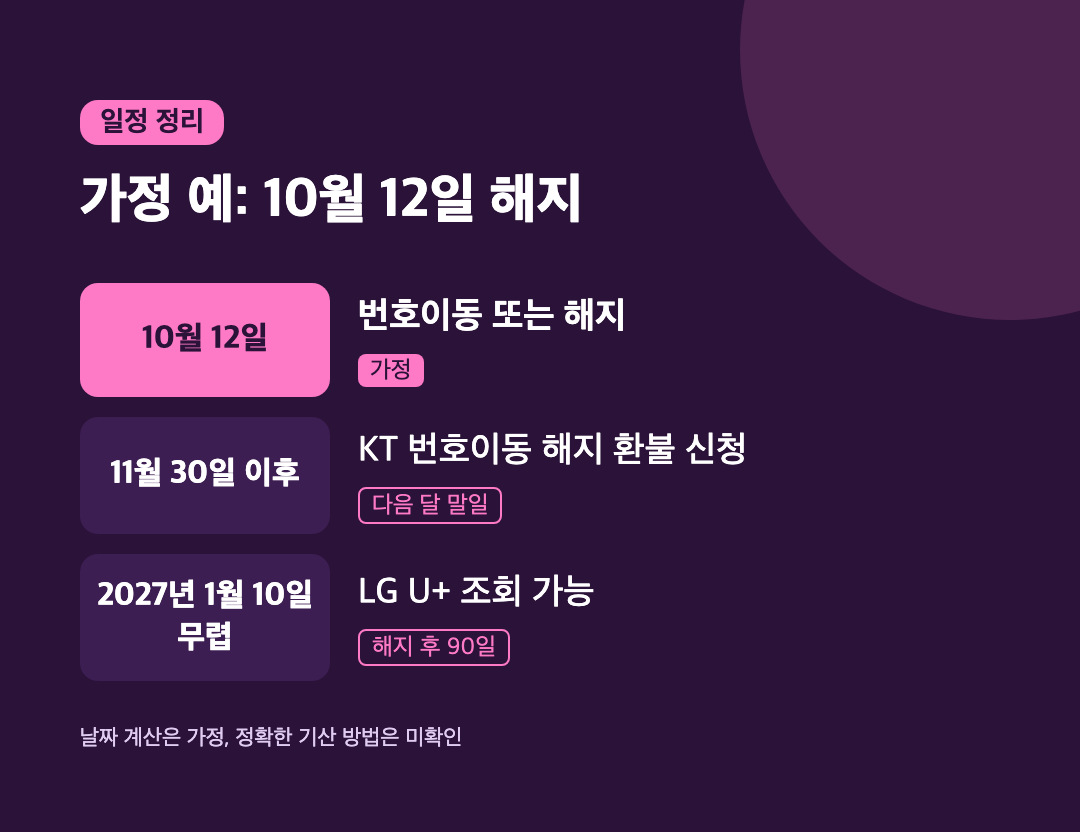 일정 정리
가정 예: 10월 12일 해지
10월 12일
번호이동 또는 해지
가정
11월 30일 이후
KT 번호이동 해지 환불 신청
다음 달 말일
2027년 1월 10일
무렵
LG U+ 조회 가능
해지 후 90일
날짜 계산은 가정, 정확한 기산 방법은 미확인